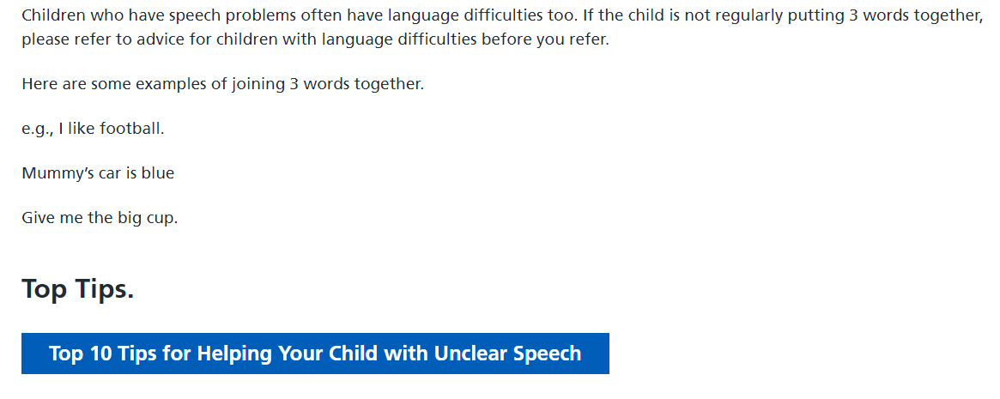 Children who have speech problems often have language difficulties too. If the child is not regularly putting 3 words together,
please refer to advice for children with language difficulties before you refer.
Here are some examples of joining 3 words together.
e.g., I like football.
Mummy’s car is blue
Give me the big cup.
Top Tips.
Top 10 Tips for Helping Your Child with Unclear Speech